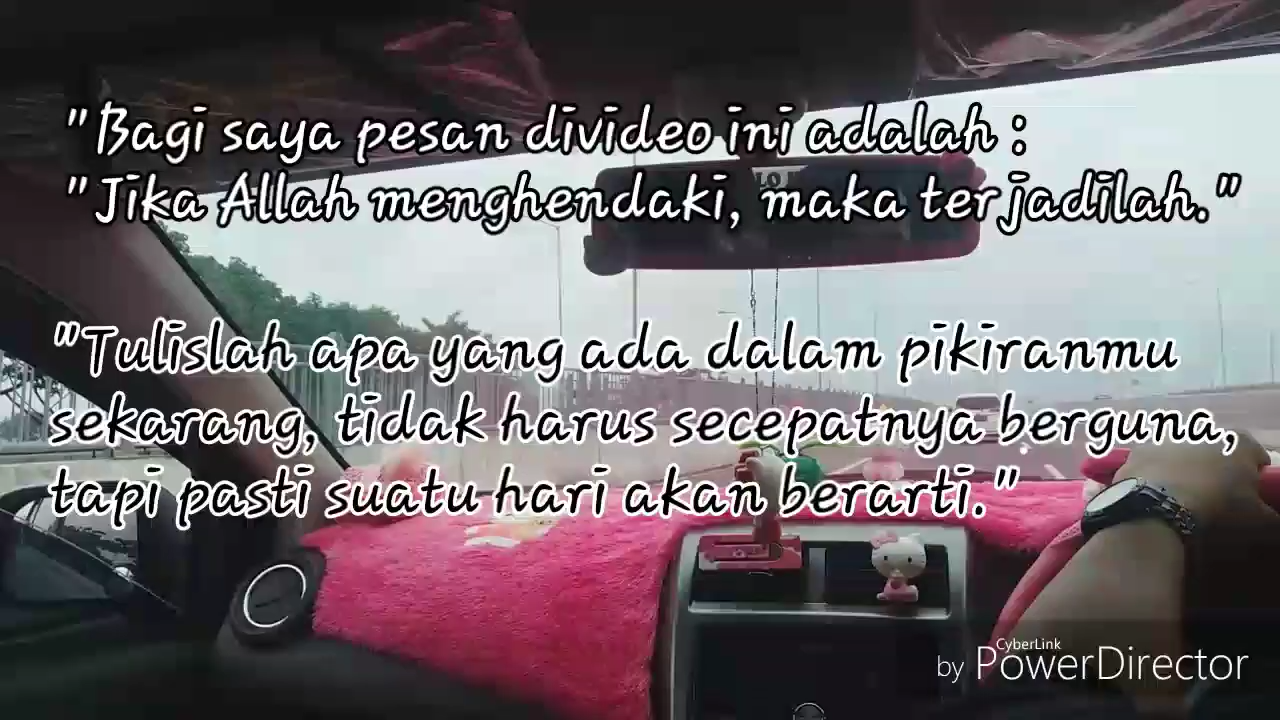 "Bagi saya pesan divideo ini adalah :
"Jika Allah menghendaki, maka terjadilah."
"Tulislah apa yang ada dalam pikiranmu
sekarang, tidak harus secepatnya berguna,
tapi pasti suatu hari akan berarti."
CyberLink
by PowerDirector